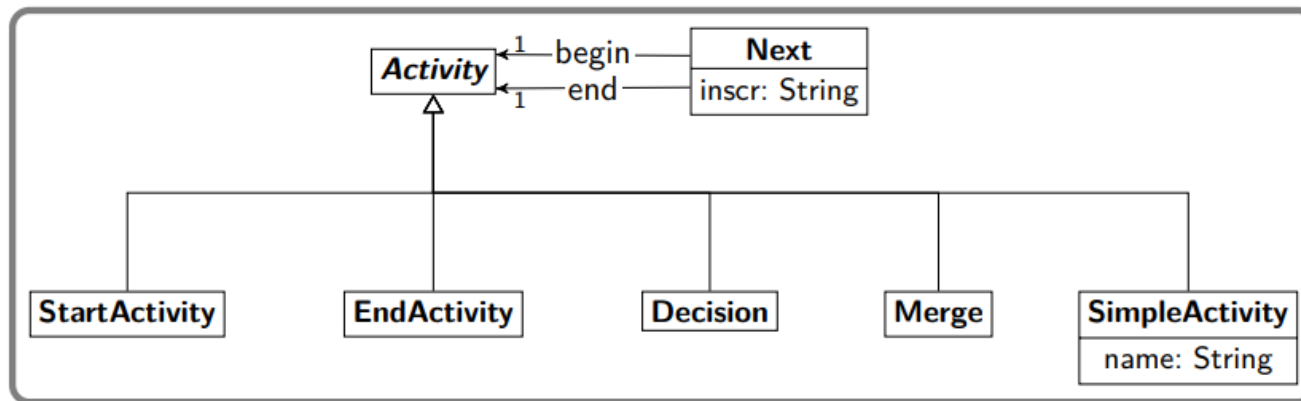 Activity
1
begin
Next
1
end
inscr: String
StartActivity
EndActivity
Decision
Merge
SimpleActivity
name: String